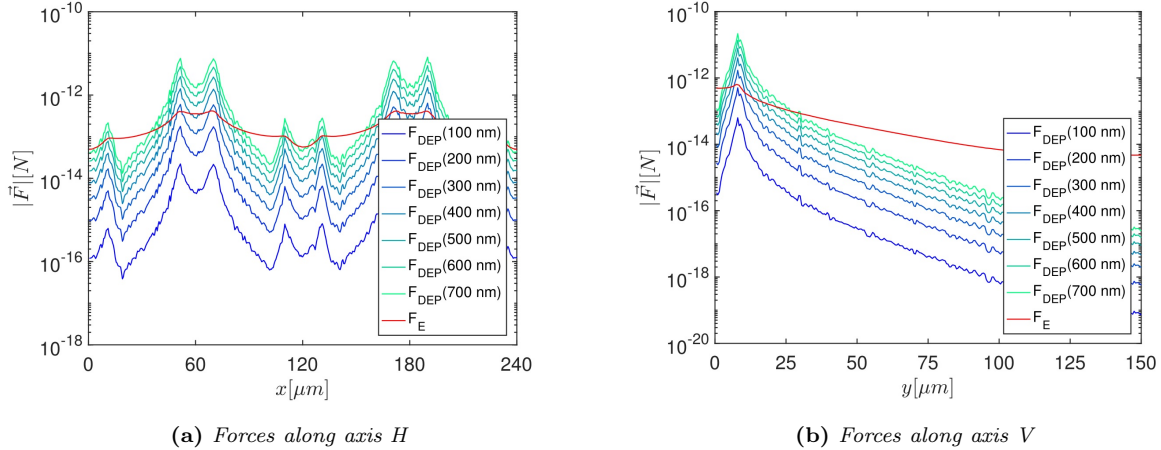 10^-10
10^-12
10^-14
10^-16
10^-18
|F⃗|[N]
0 60 120 180 240
x[μm]
F_DEP(100 nm)
F_DEP(200 nm)
F_DEP(300 nm)
F_DEP(400 nm)
F_DEP(500 nm)
F_DEP(600 nm)
F_DEP(700 nm)
F_E
(a) Forces along axis H
10^-10
10^-12
10^-14
10^-16
10^-18
10^-20
|F⃗|[N]
0 25 50 75 100 125 150
y[μm]
F_DEP(100 nm)
F_DEP(200 nm)
F_DEP(300 nm)
F_DEP(400 nm)
F_DEP(500 nm)
F_DEP(600 nm)
F_DEP(700 nm)
F_E
(b) Forces along axis V